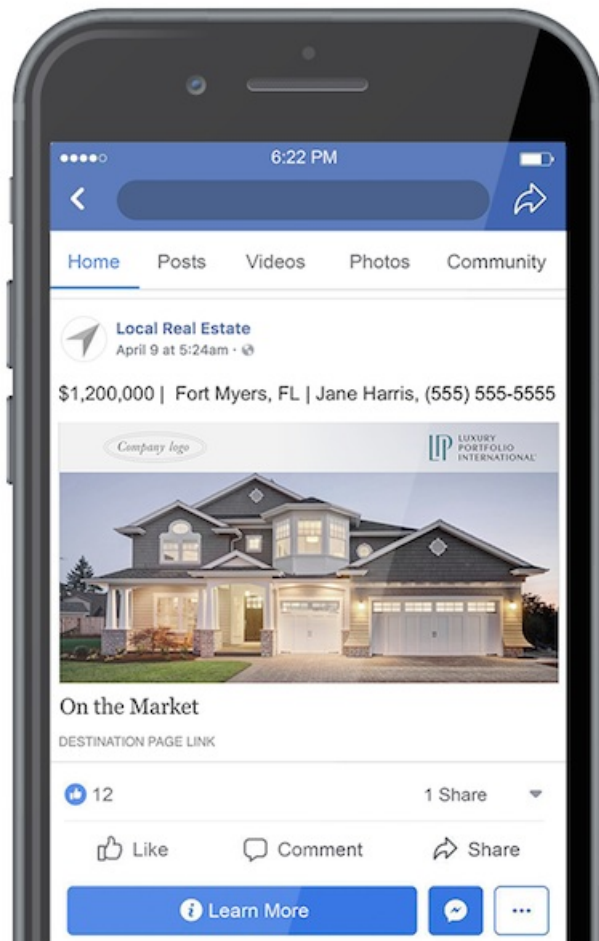 6:22 PM
Home Posts Videos Photos Community
Local Real Estate
April 9 at 5:24am ·
$1,200,000 | Fort Myers, FL | Jane Harris, (555) 555-5555
Company logo
LP LUXURY
PORTFOLIO
INTERNATIONAL
On the Market
DESTINATION PAGE LINK
12 1 Share
Like Comment Share
Learn More